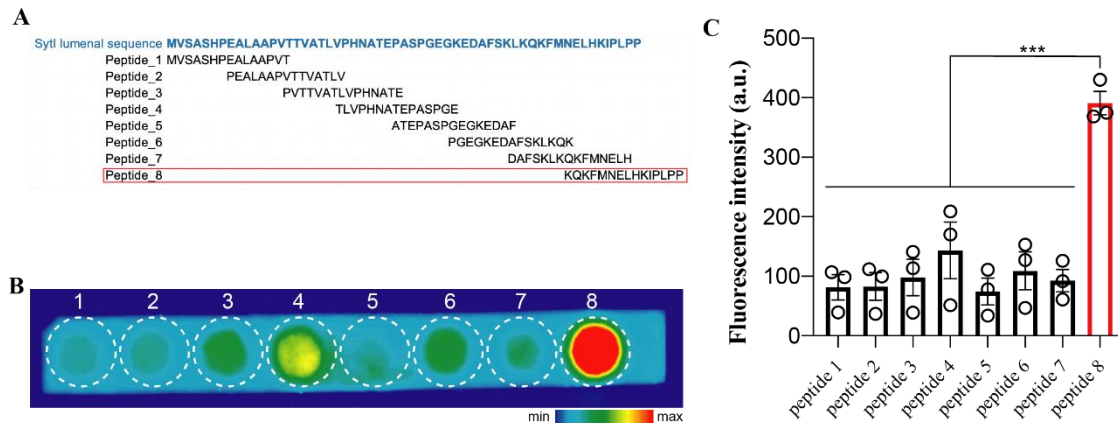 A
SytI lumenal sequence MVSASHPEALAAPVTTVATLVPHNATEPASPGEGKEDAFSKLKQKFMNELHKIPLPP
Peptide_1 MVSASHPEALAAPVT
Peptide_2 PEALAAPVTTVATLV
Peptide_3 PVTTVATLVPHNATE
Peptide_4 TLVPHNATEPASPGE
Peptide_5 ATEPASPGEGKEDAF
Peptide_6 PGEGKEDAFSKLKQK
Peptide_7 DAFSKLKQKFMNELH
Peptide_8 KQKFMNELHKIPLPP
B
1 2 3 4 5 6 7 8
min max
C
Fluorescence intensity (a.u.)
500
400
300
200
100
0
***
peptide 1
peptide 2
peptide 3
peptide 4
peptide 5
peptide 6
peptide 7
peptide 8